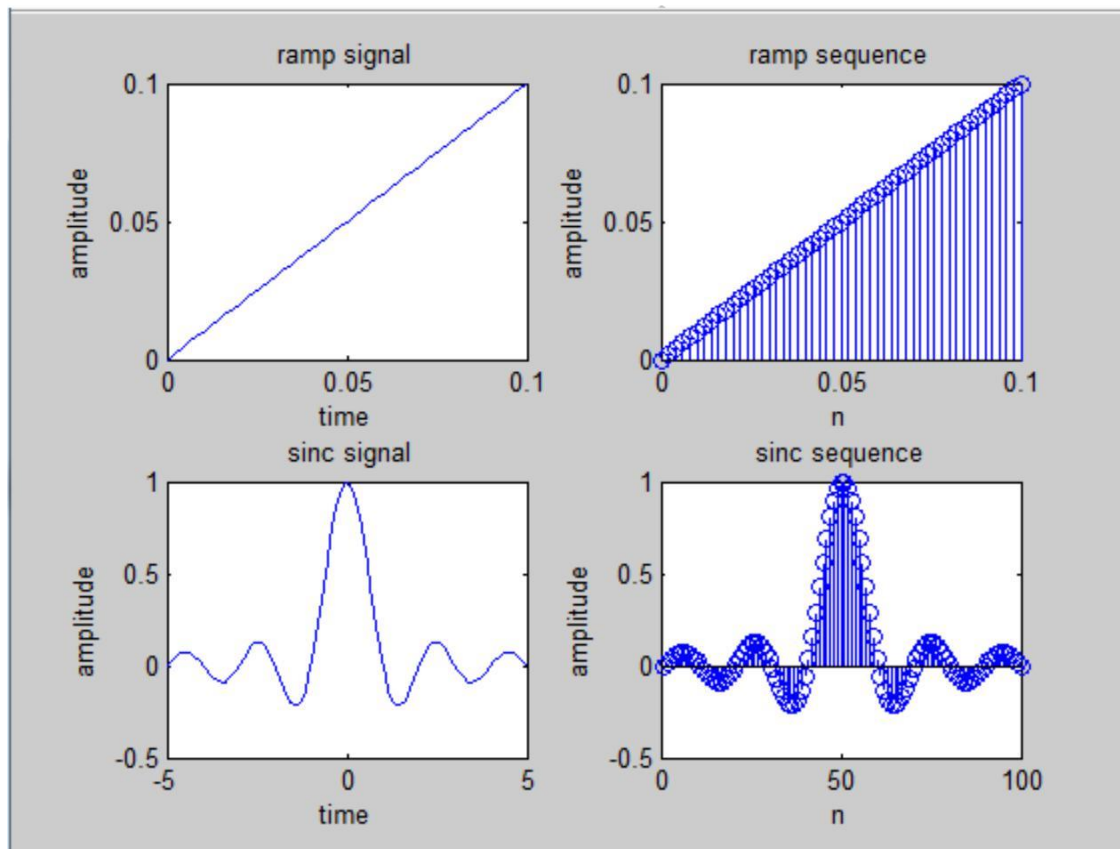 ramp signal
0.1
0.05
0
amplitude
0 0.05 0.1
time
ramp sequence
0.1
0.05
0
amplitude
0 0.05 0.1
n
sinc signal
1
0.5
0
-0.5
amplitude
-5 0 5
time
sinc sequence
1
0.5
0
-0.5
amplitude
0 50 100
n